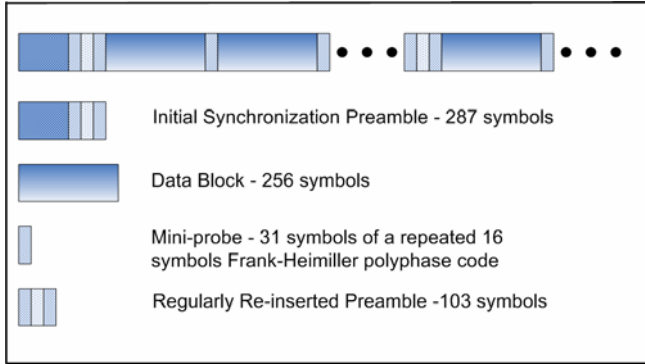 Initial Synchronization Preamble - 287 symbols
Data Block - 256 symbols
Mini-probe - 31 symbols of a repeated 16
symbols Frank-Heimiller polyphase code
Regularly Re-inserted Preamble -103 symbols